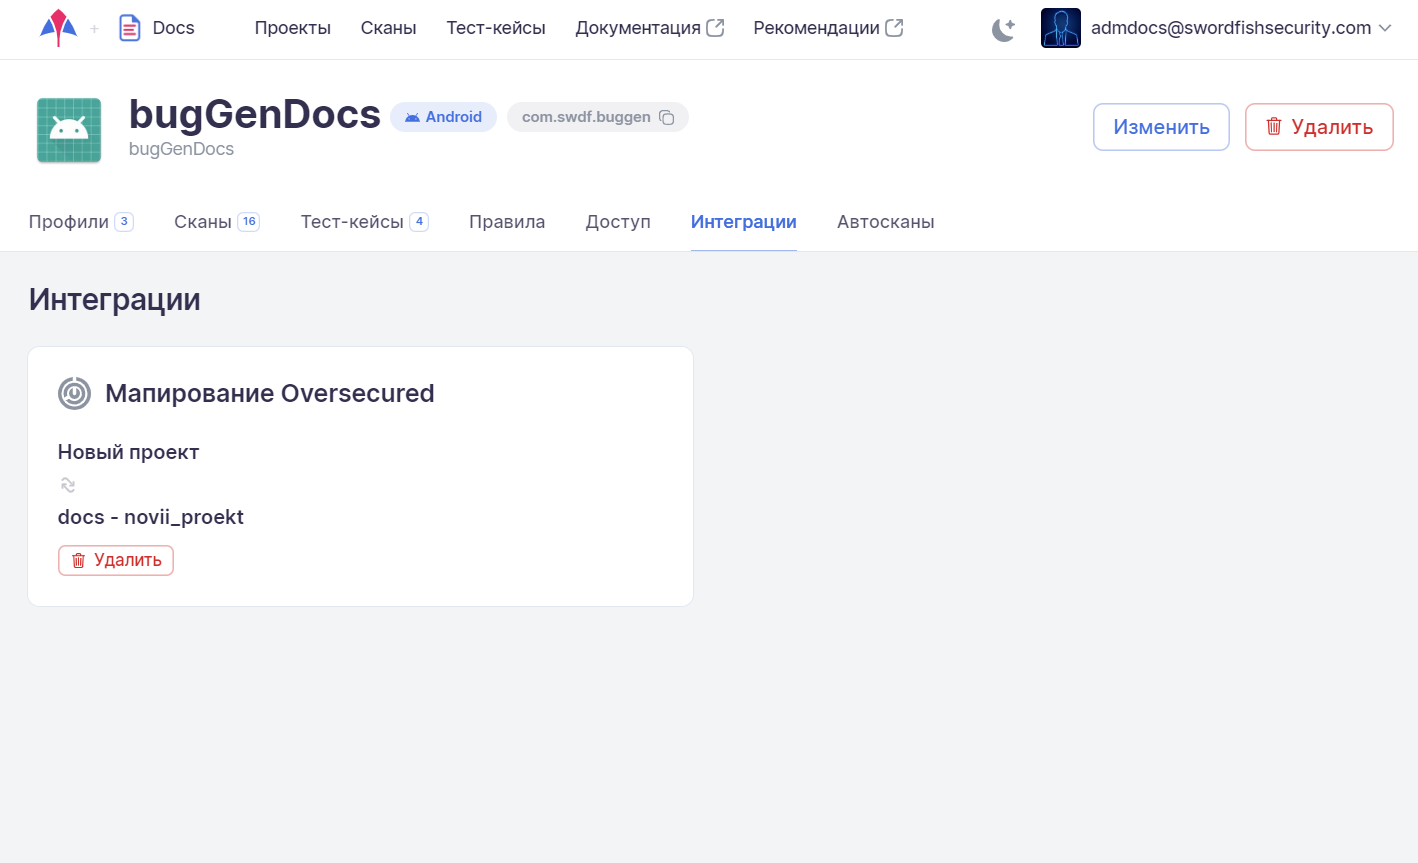 Docs
Проекты
Сканы
Тест-кейсы
Документация
Рекомендации
admdocs@swordfishsecurity.com
bugGenDocs
Android
com.swdf.buggen
bugGenDocs
Изменить
Удалить
Профили 3
Сканы 16
Тест-кейсы 4
Правила
Доступ
Интеграции
Автосканы
Интеграции
Мапирование Oversecured
Новый проект
docs - novii_proekt
Удалить